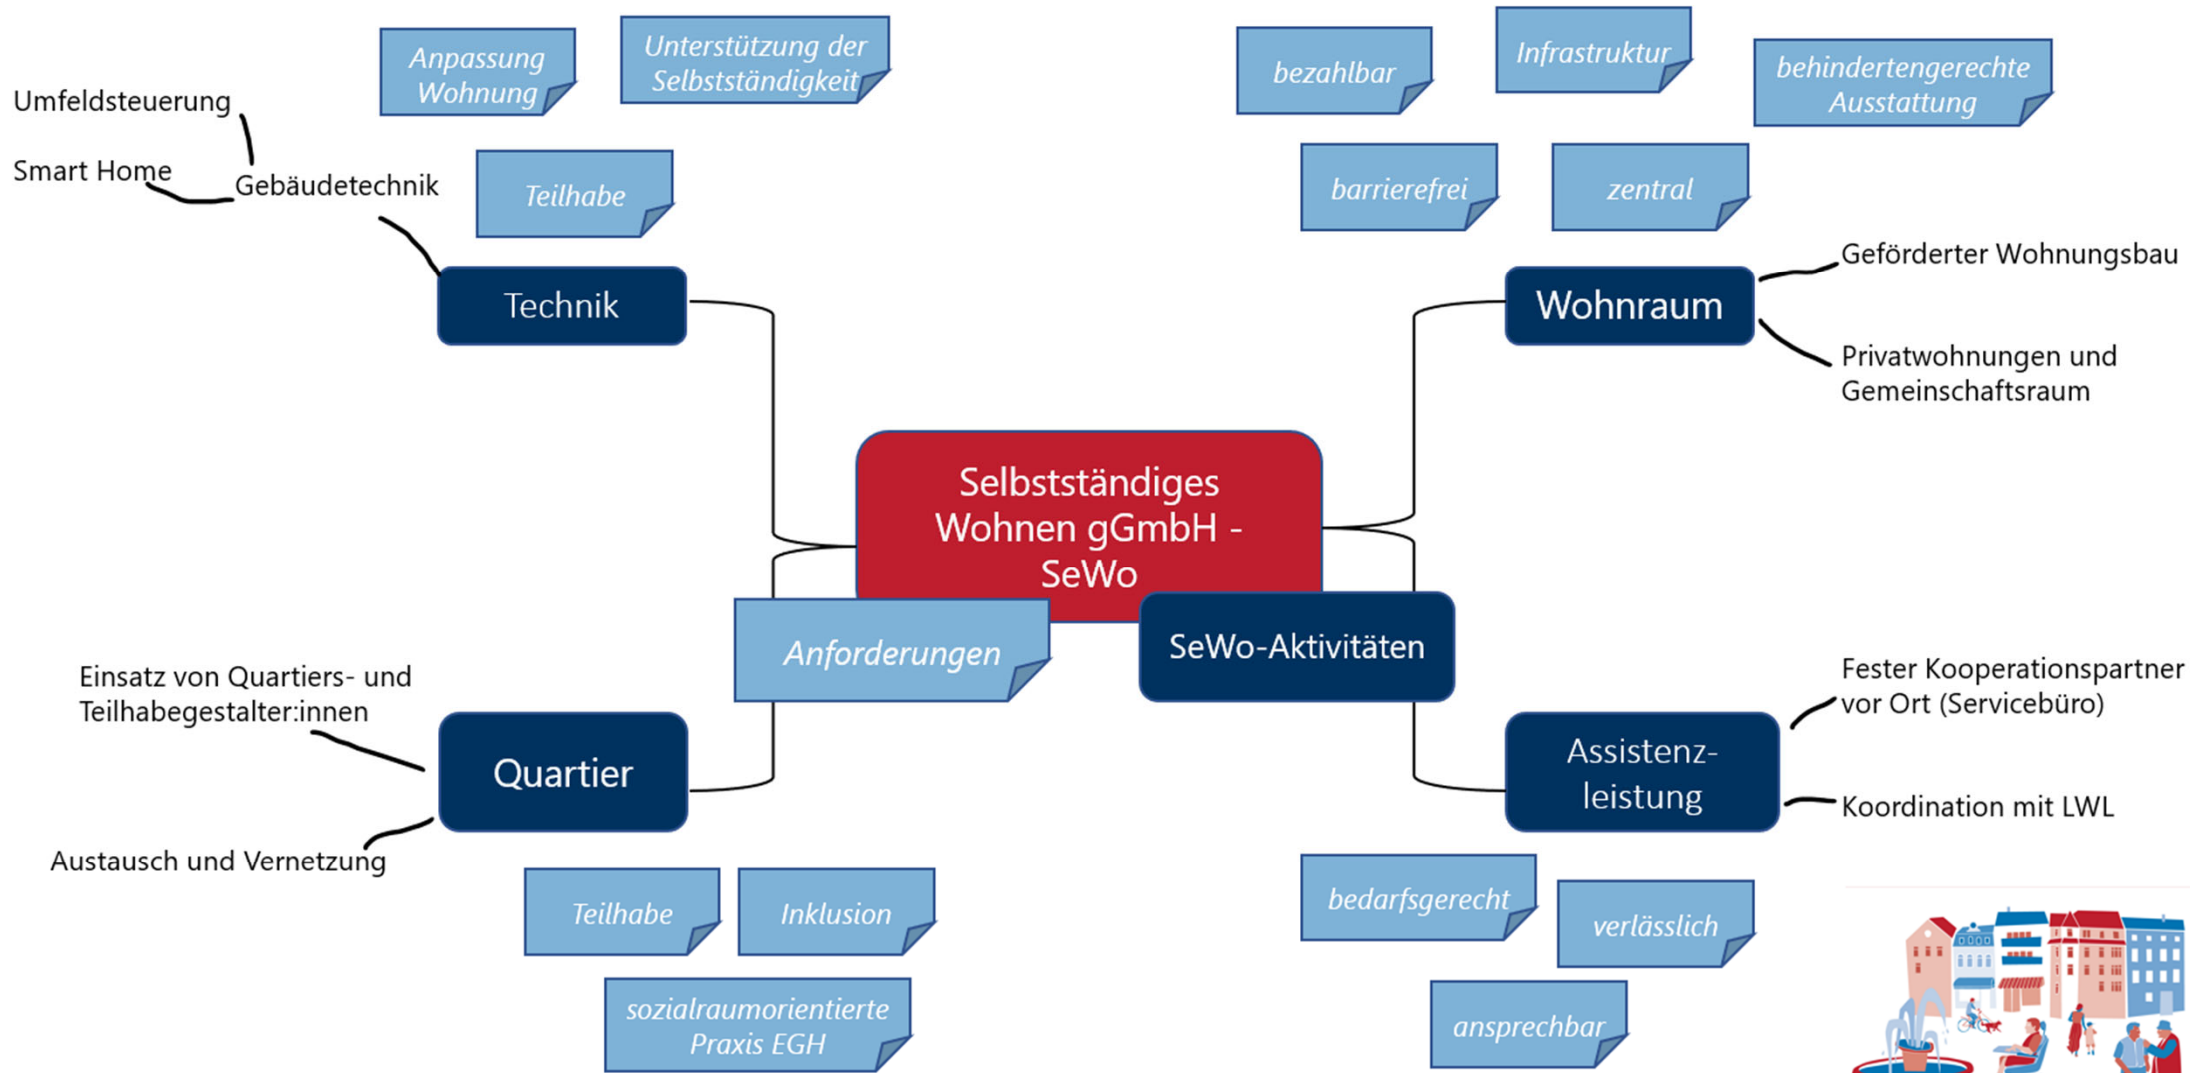 Anpassung
Wohnung
Unterstützung der
Selbstständigkeit
bezahlbar
Infrastruktur
behindertengerechte
Ausstattung
Umfeldsteuerung
Smart Home
Gebäudetechnik
Teilhabe
barrierefrei
zentral
Technik
Wohnraum
Geförderter Wohnungsbau
Privatwohnungen und
Gemeinschaftsraum
Selbstständiges
Wohnen gGmbH -
SeWo
Anforderungen
SeWo-Aktivitäten
Einsatz von Quartiers- und
Teilhabegestalter:innen
Quartier
Austausch und Vernetzung
Fester Kooperationspartner
vor Ort (Servicebüro)
Assistenz-
leistung
Koordination mit LWL
Teilhabe
Inklusion
sozialraumorientierte
Praxis EGH
bedarfsgerecht
verlässlich
ansprechbar